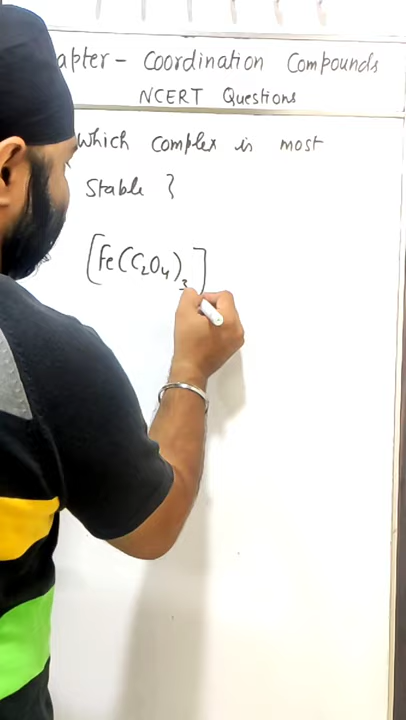 apter - Coordination Compounds
NCERT Questions
which complex is most
stable ?
[Fe(C₂O₄)₃]